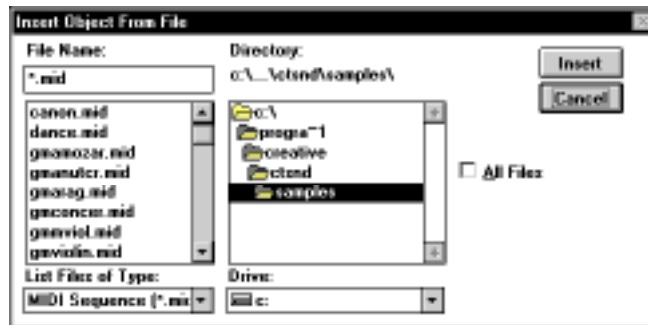 Insert Object From File
File Name:
*.mid
canon.mid
dance.mid
gmamozar.mid
gmanutcr.mid
gmarag.mid
gmconcer.mid
gmmviol.mid
gmviolin.mid
List Files of Type:
MIDI Sequence (*.mi
Directory:
c:\...\ctsnd\samples\
c:\
progra~1
creative
ctsnd
samples
Drive:
c:
All Files
Insert
Cancel